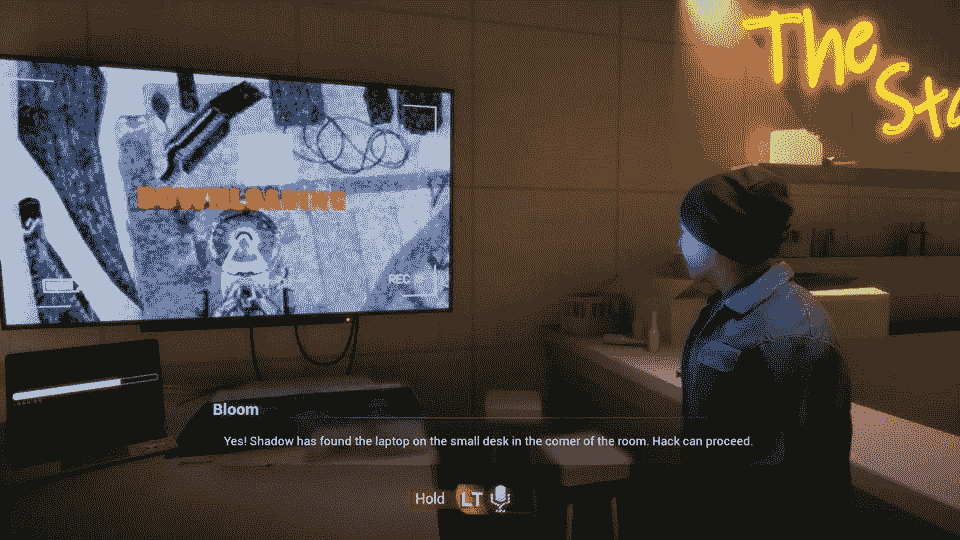 The
Sta
DOWNLOADING
REC
Bloom
Yes! Shadow has found the laptop on the small desk in the corner of the room. Hack can proceed.
Hold LT